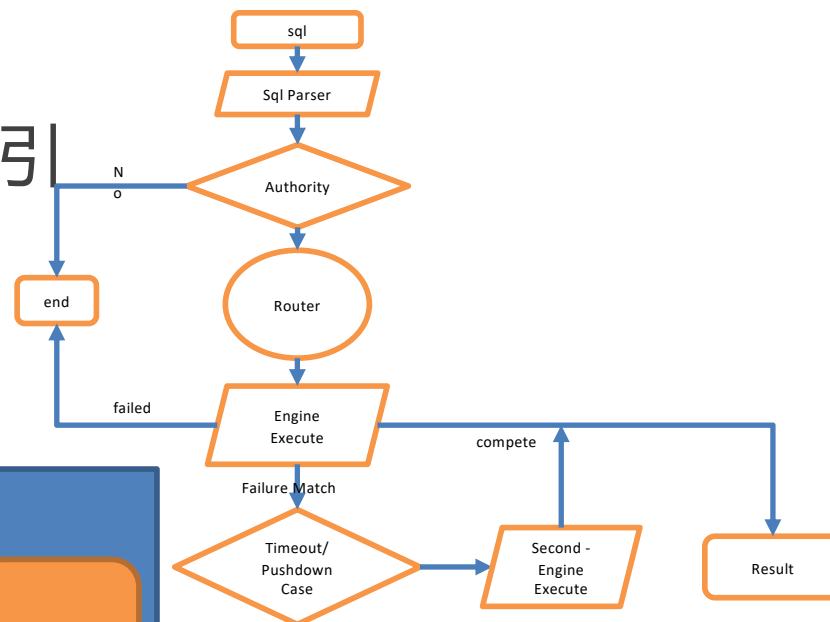 sql
Sql Parser
引
N
o
Authority
end
Router
failed
Engine
Execute
compete
Failure Match
Timeout/
Pushdown
Case
Second -
Engine
Execute
Result